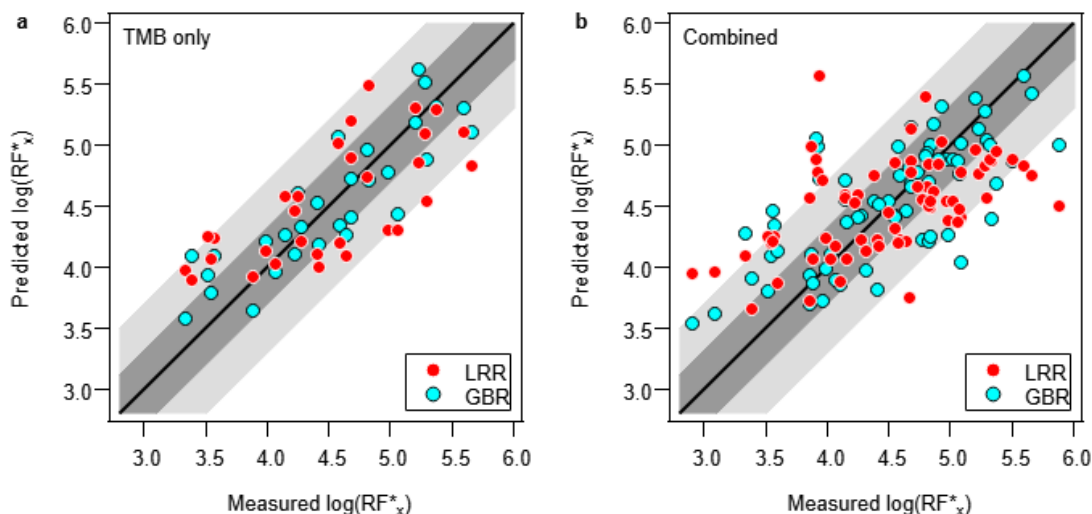 a
TMB only
6.0
5.5
5.0
4.5
4.0
3.5
3.0
Predicted log(RF*x)
LRR
GBR
3.0 3.5 4.0 4.5 5.0 5.5 6.0
Measured log(RF*x)
b
Combined
6.0
5.5
5.0
4.5
4.0
3.5
3.0
Predicted log(RF*x)
LRR
GBR
3.0 3.5 4.0 4.5 5.0 5.5 6.0
Measured log(RF*x)